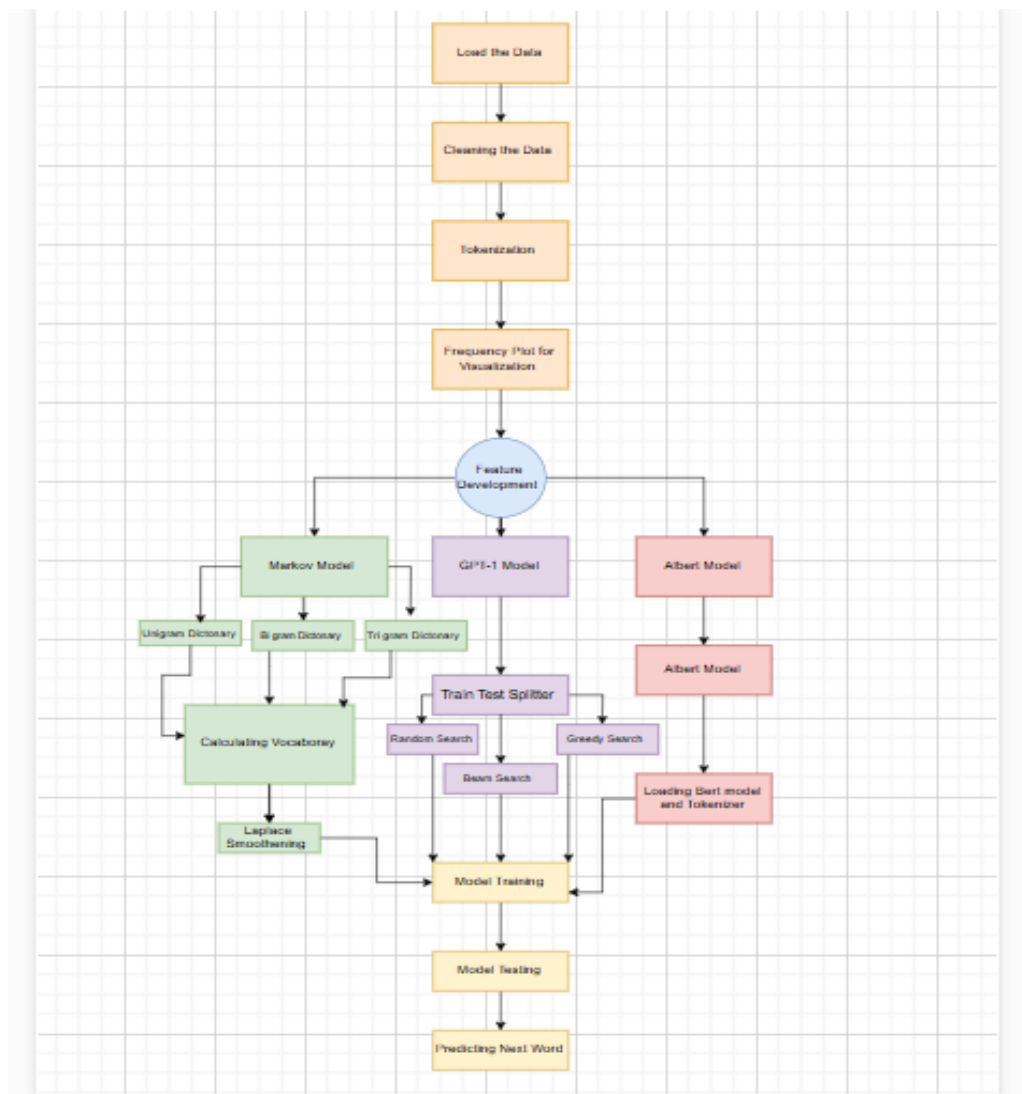 Load the Data
Cleaning the Data
Tokenization
Frequency Plot for
Visualization
Feature
Development
Markov Model
GPT-1 Model
Albert Model
Unigram Dictonary
Bi gram Dictonary
Tri gram Dictonary
Albert Model
Train Test Splitter
Calculating Vocaboray
Random Search
Greedy Search
Beam Search
Loading Bert model
and Tokenizer
Laplace
Smoothening
Model Training
Model Testing
Predicting Next Word